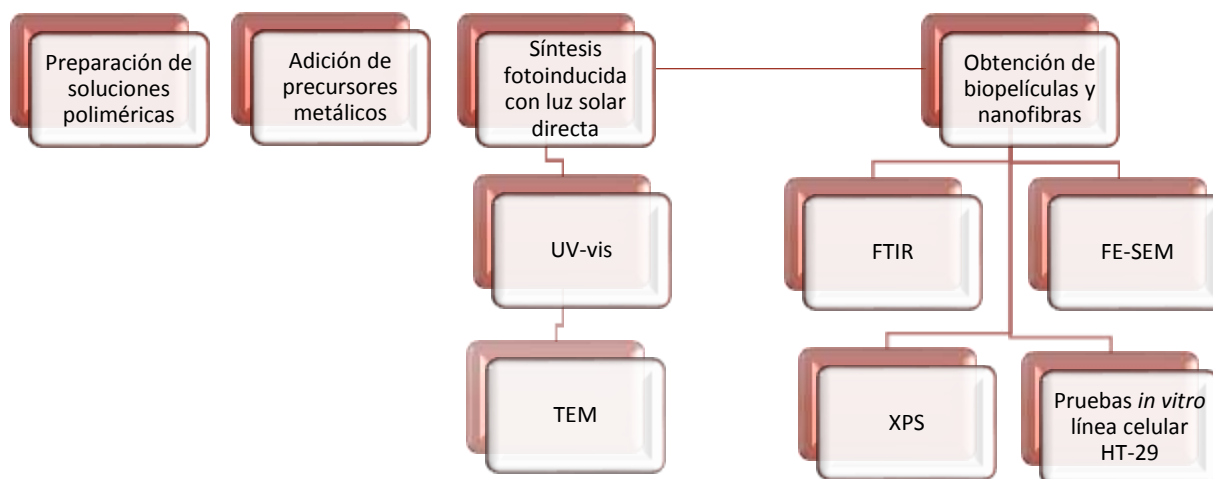 Preparación de
soluciones
poliméricas
Adición de
precursores
metálicos
Síntesis
fotoinducida
con luz solar
directa
Obtención de
biopelículas y
nanofibras
UV-vis
FTIR
FE-SEM
TEM
XPS
Pruebas in vitro
línea celular
HT-29